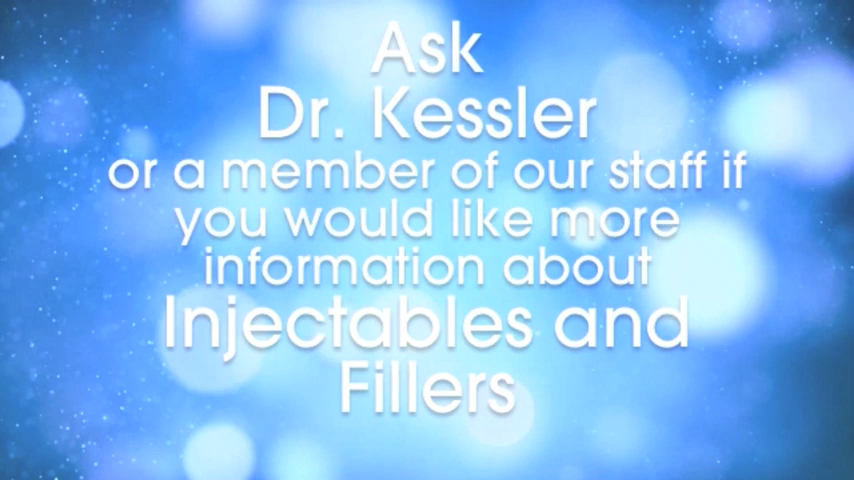 Ask
Dr. Kessler
or a member of our staff if
you would like more
information about
Injectables and
Fillers